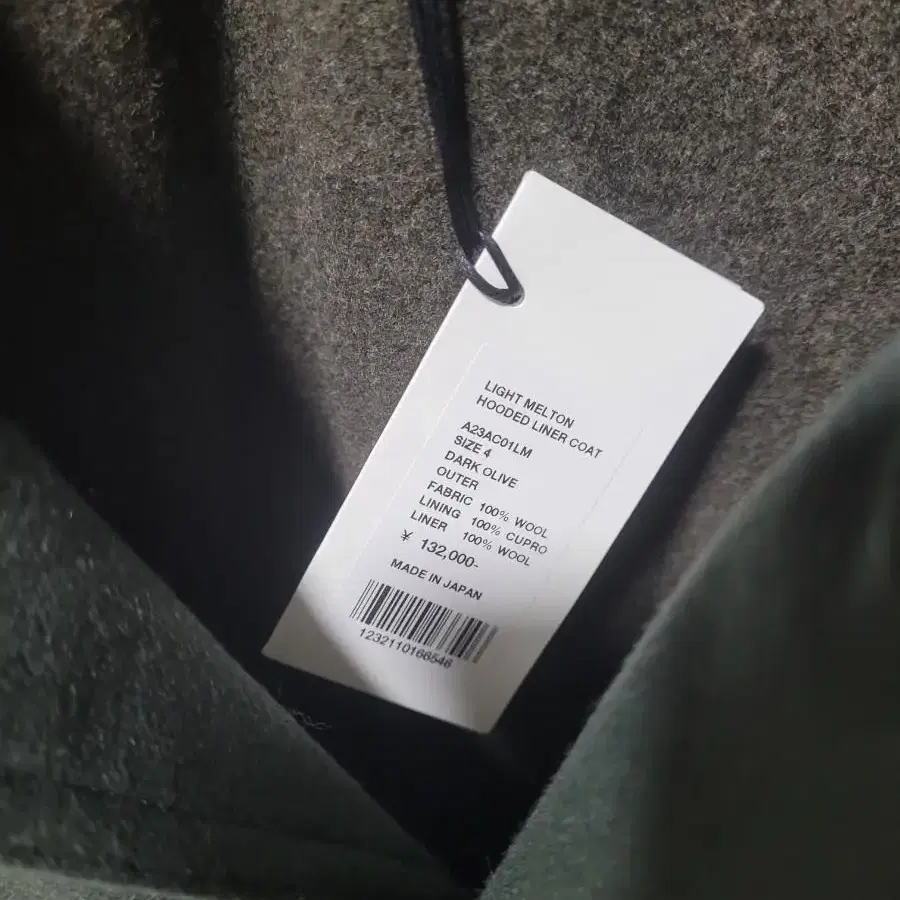 LIGHT MELTON
HOODED LINER COAT
A23AC01LM
SIZE 4
DARK OLIVE
OUTER
FABRIC 100% WOOL
LINING 100% CUPRO
LINER 100% WOOL
¥ 132,000-
MADE IN JAPAN
1232110166546